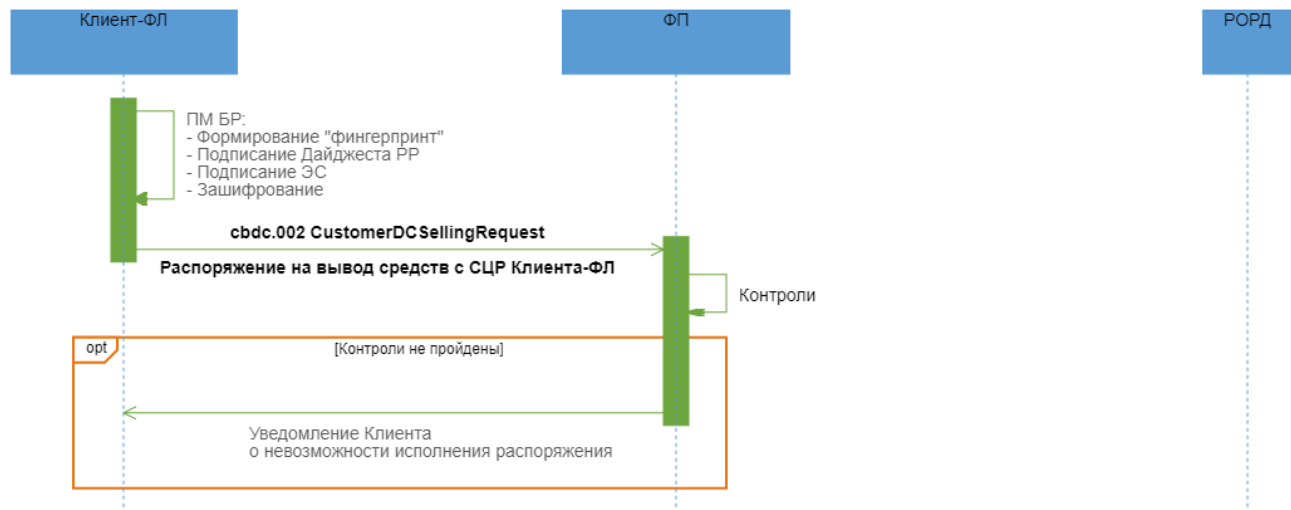 Клиент-ФЛ
ФП
РОРД
ПМ БР:
- Формирование "фингерпринт"
- Подписание Дайджеста РР
- Подписание ЭС
- Зашифрование
cbdc.002 CustomerDCSellingRequest
Распоряжение на вывод средств с СЦР Клиента-ФЛ
Контроли
opt
[Контроли не пройдены]
Уведомление Клиента
о невозможности исполнения распоряжения